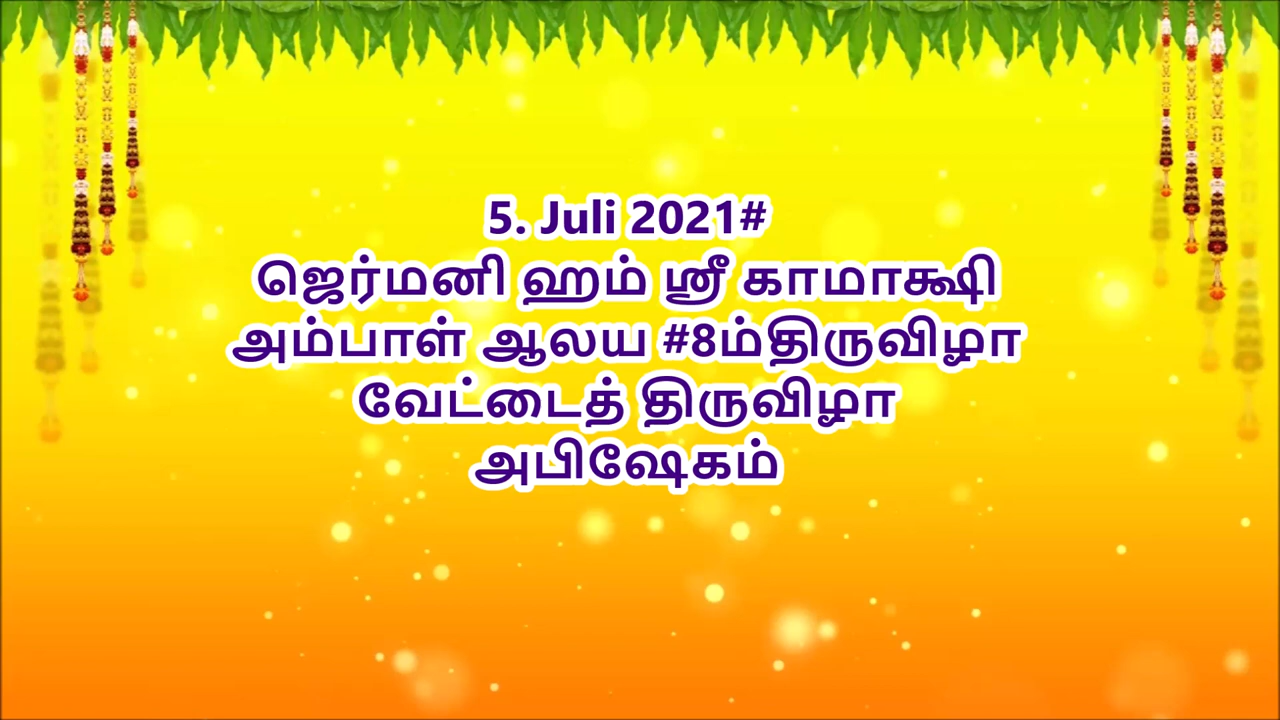 5. Juli 2021#
ஜெர்மனி ஹம் ஸ்ரீ காமாக்ஷி
அம்பாள் ஆலய #8ம்திருவிழா
வேட்டைத் திருவிழா
அபிஷேகம்